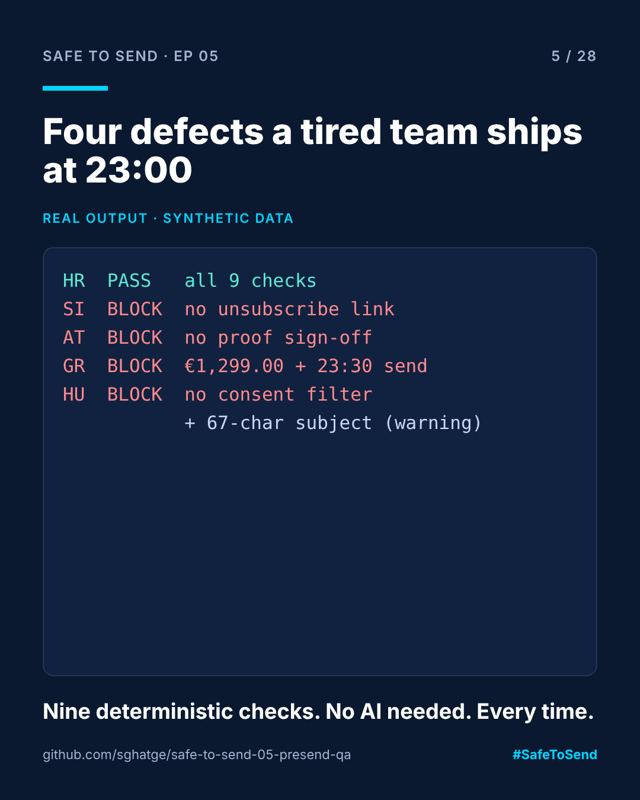 SAFE TO SEND · EP 05
5 / 28
Four defects a tired team ships
at 23:00
REAL OUTPUT · SYNTHETIC DATA
HR PASS all 9 checks
SI BLOCK no unsubscribe link
AT BLOCK no proof sign-off
GR BLOCK €1,299.00 + 23:30 send
HU BLOCK no consent filter
+ 67-char subject (warning)
Nine deterministic checks. No AI needed. Every time.
github.com/sghatge/safe-to-send-05-presend-qa
#SafeToSend